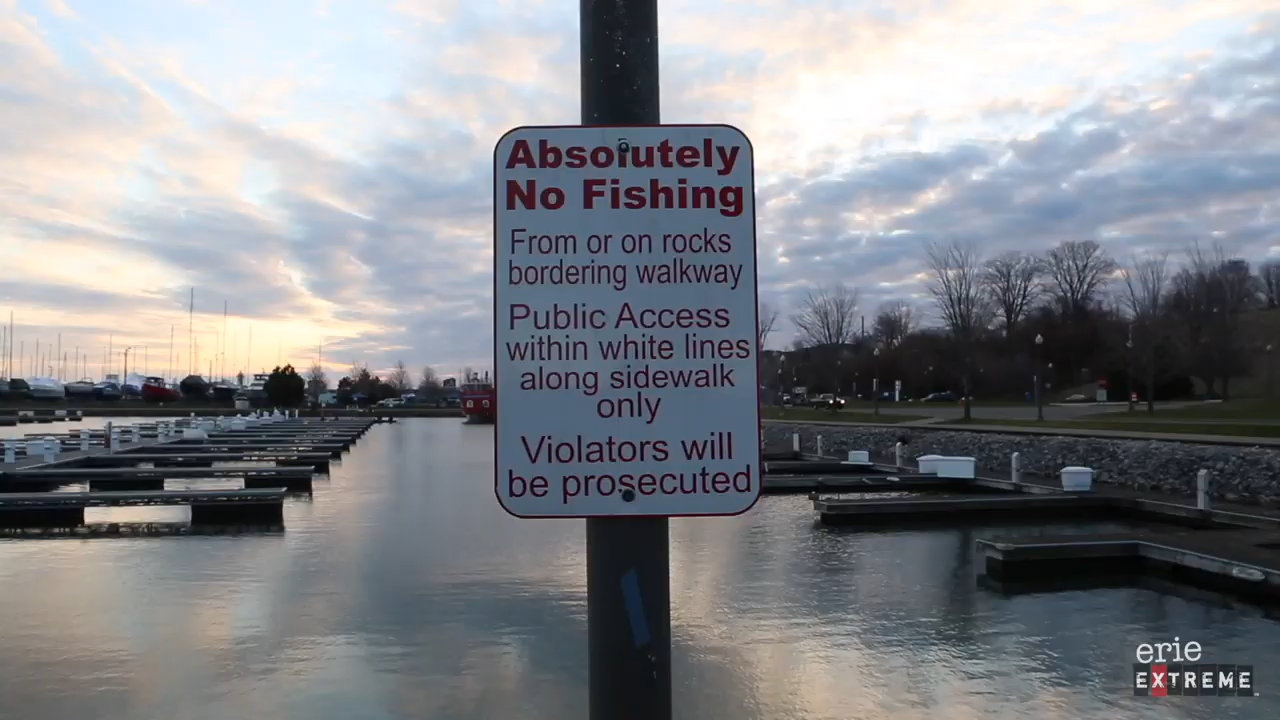 Absolutely
No Fishing
From or on rocks
bordering walkway
Public Access
within white lines
along sidewalk
only
Violators will
be prosecuted
erie
EXTREME